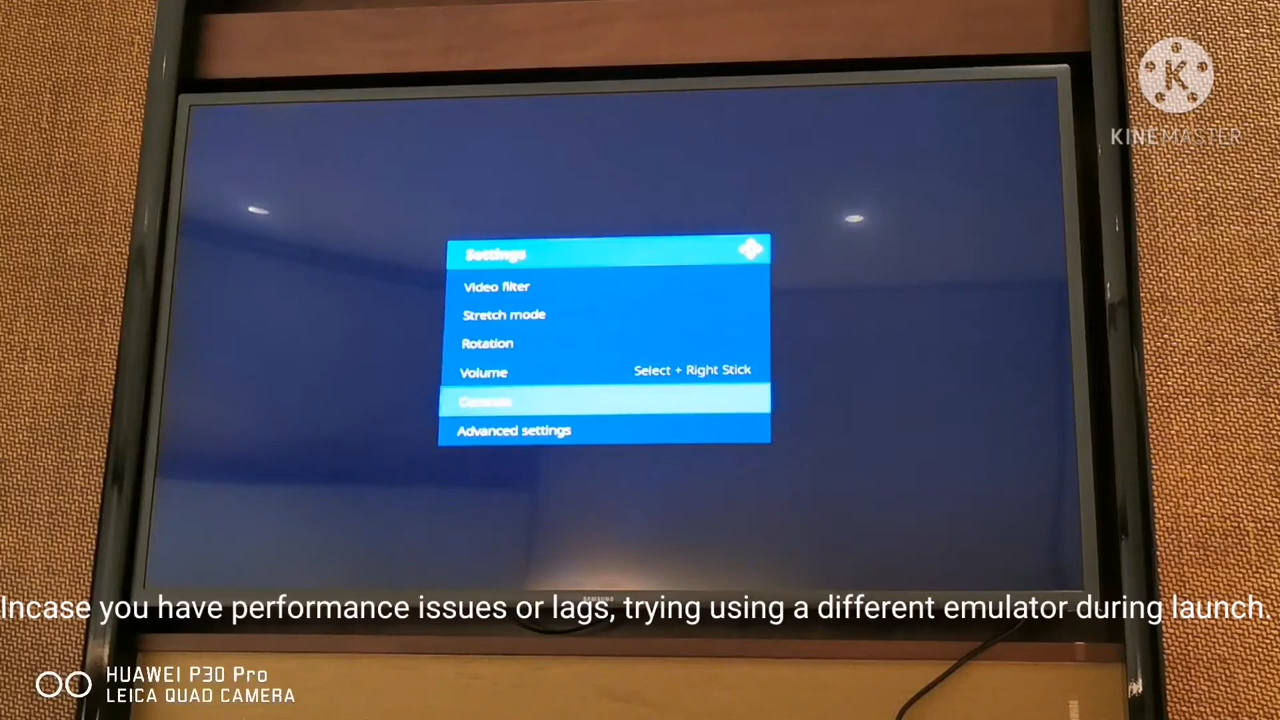 KINEMASTER
Settings
Video filter
Stretch mode
Rotation
Volume Select + Right Stick
Advanced settings
SAMSUNG
Incase you have performance issues or lags, trying using a different emulator during launch
HUAWEI P30 Pro
LEICA QUAD CAMERA